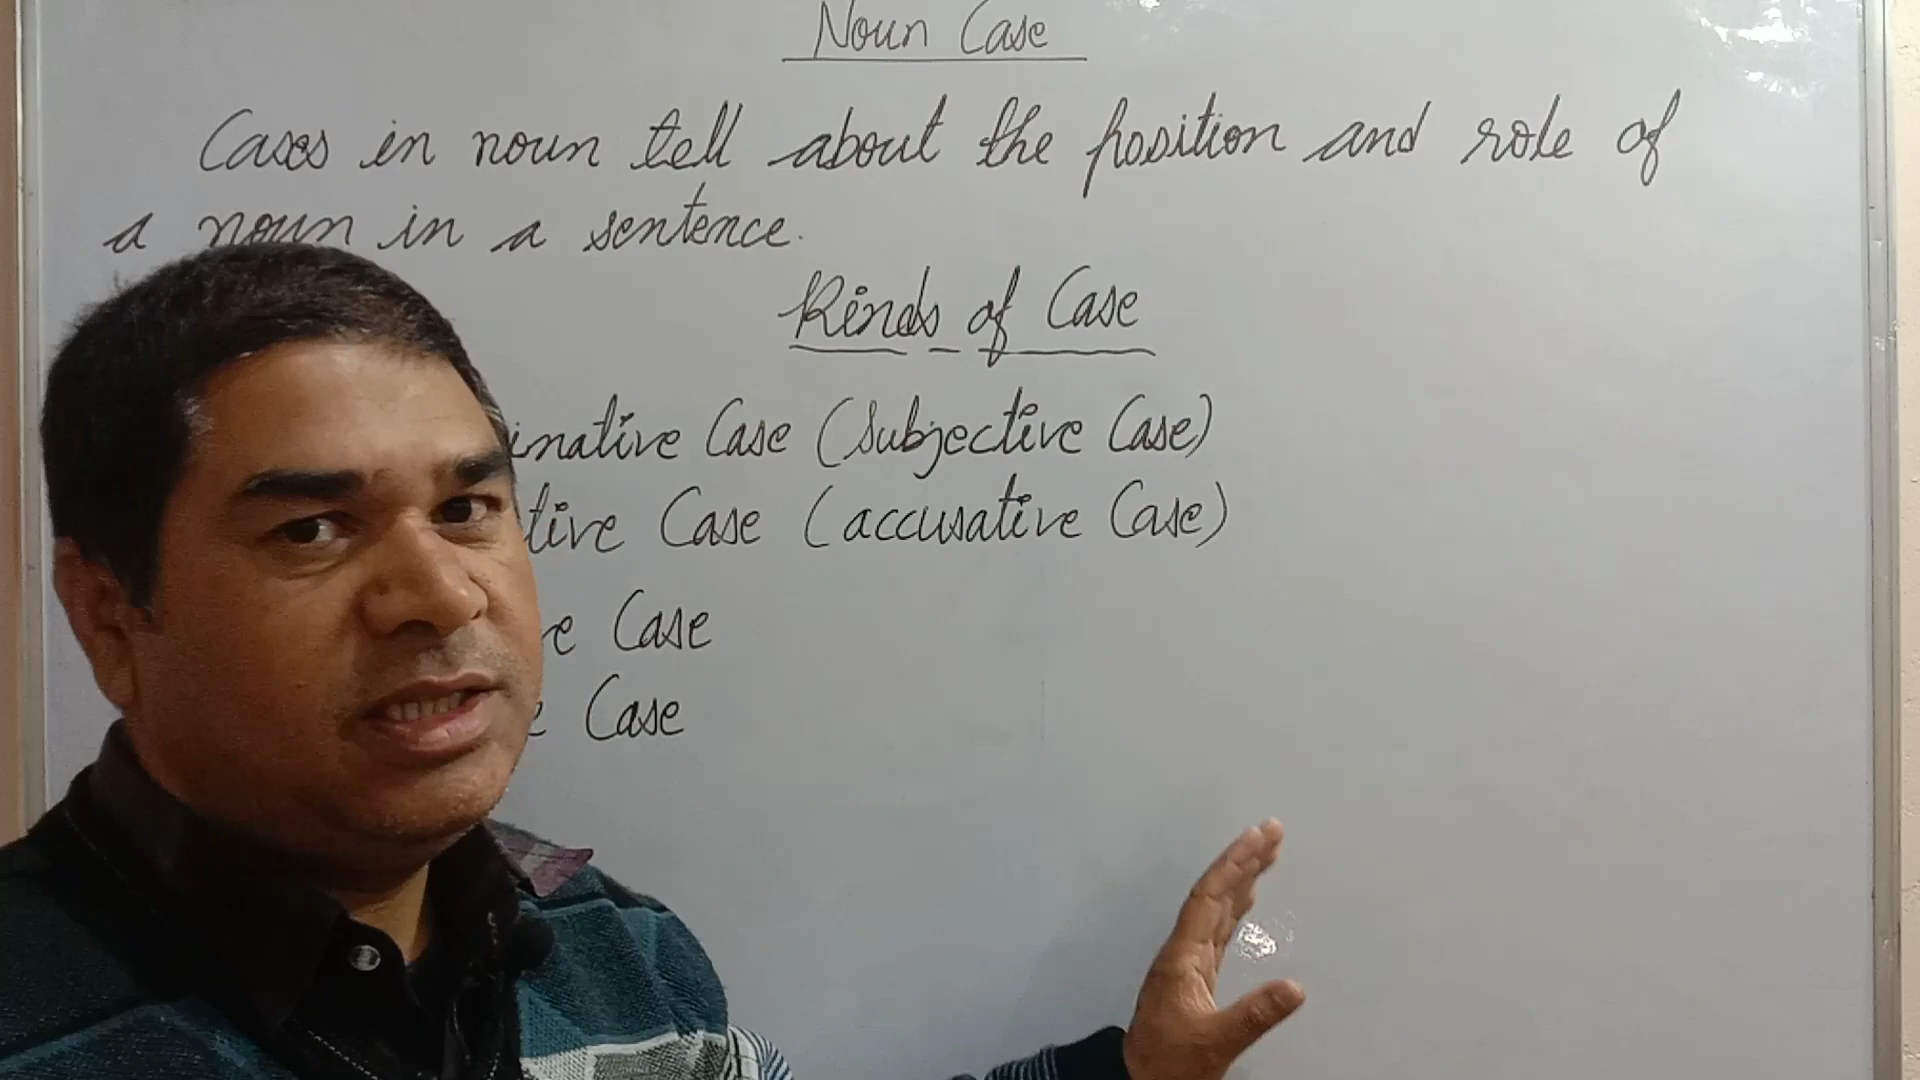 Noun Case
Cases in noun tell about the position and role of
a noun in a sentence.
Kinds of Case
inative Case (Subjective Case)
tive Case (accusative Case)
e Case
e Case